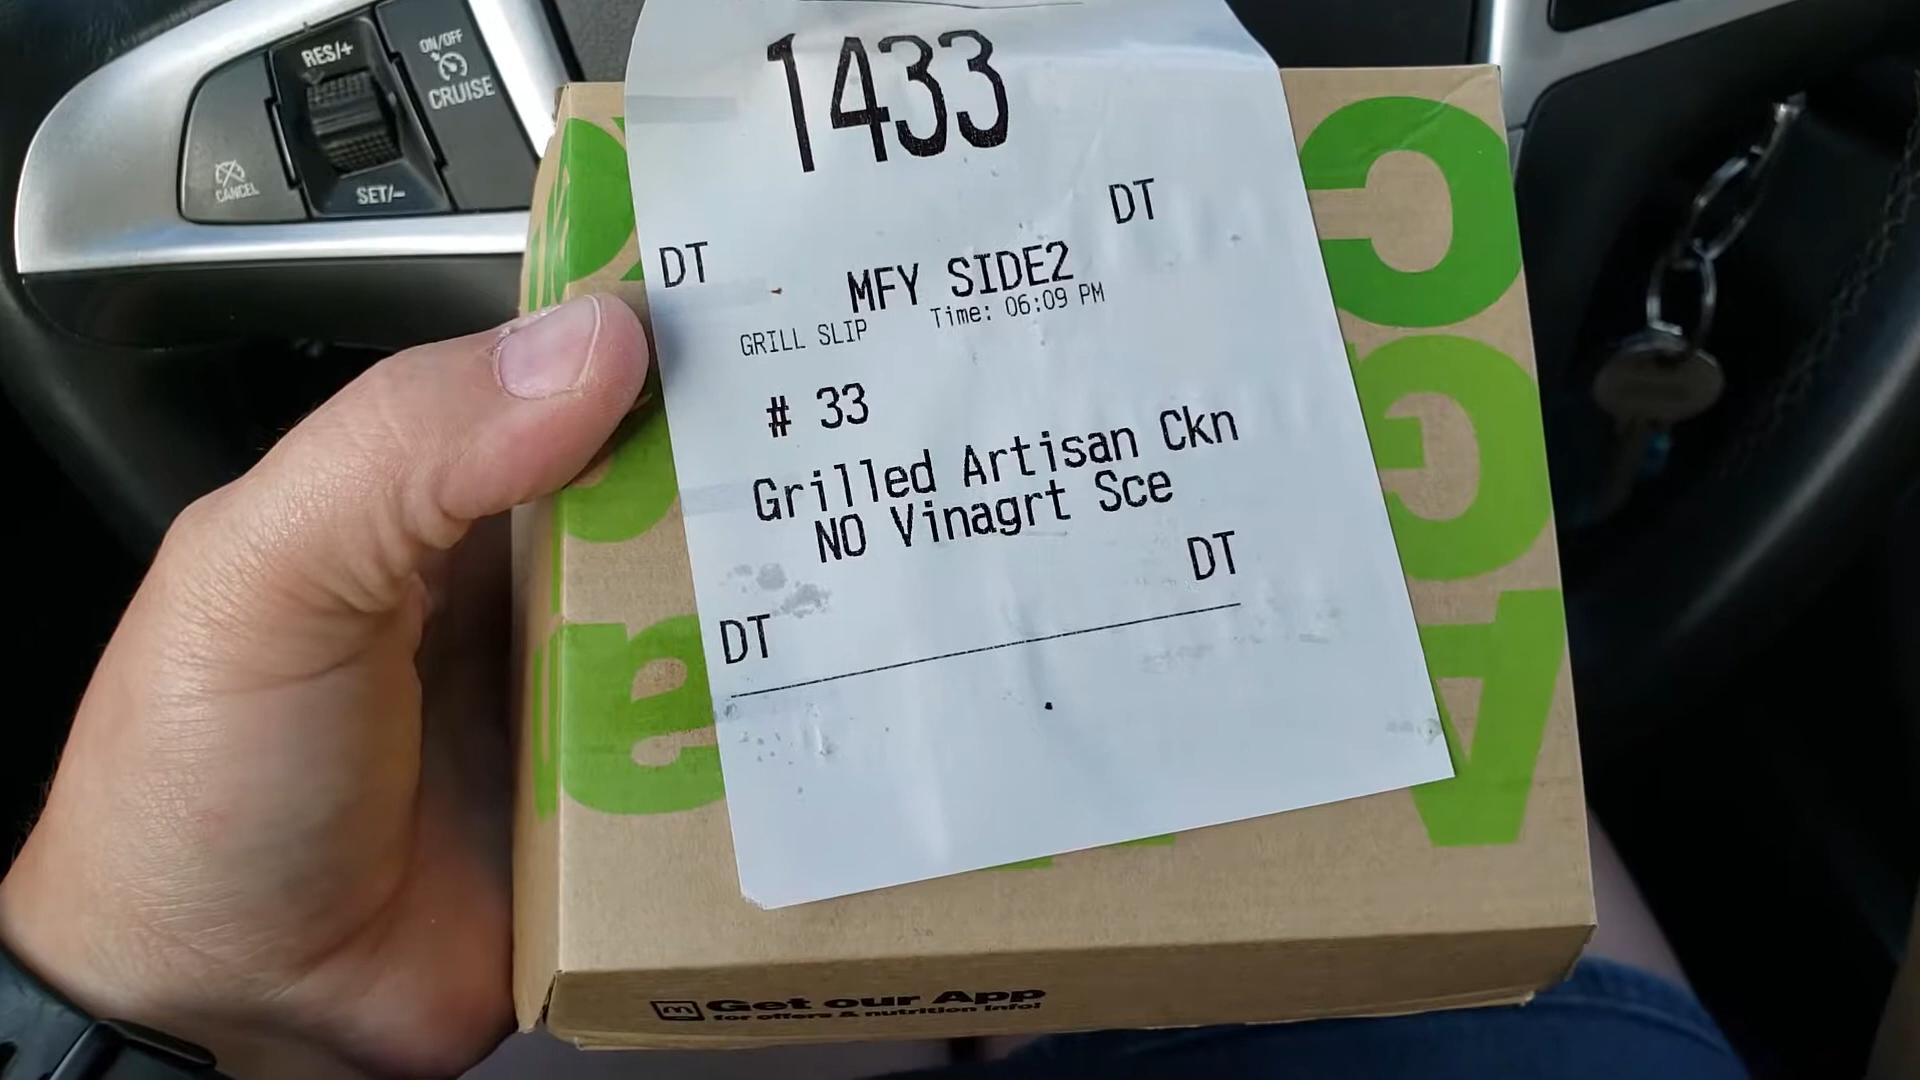 RES/+
ON/OFF
CRUISE
CANCEL
SET/-
1433
DT
DT
MFY SIDE2
GRILL SLIP Time: 06:09 PM
# 33
Grilled Artisan Ckn
NO Vinagrt Sce
DT
DT
Get our App
for offers & nutrition info!